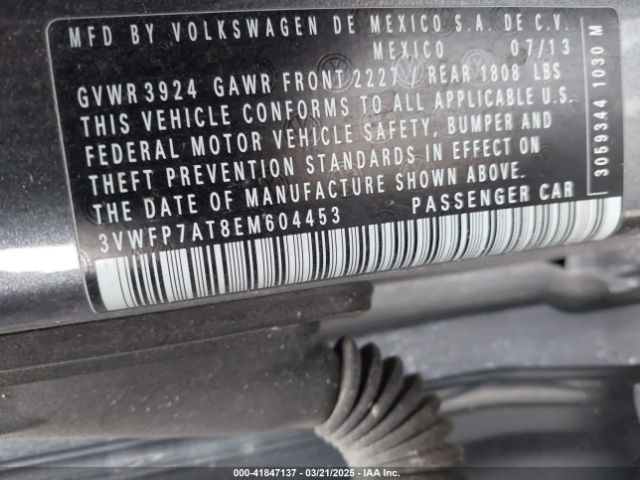 MFD BY VOLKSWAGEN DE MEXICO S.A. DE C.V.
MEXICO 07/13
GVWR 3924 GAWR FRONT 2227 / REAR 1808 LBS
THIS VEHICLE CONFORMS TO ALL APPLICABLE U.S.
FEDERAL MOTOR VEHICLE SAFETY, BUMPER AND
THEFT PREVENTION STANDARDS IN EFFECT ON
THE DATE OF MANUFACTURE SHOWN ABOVE.
3VWFP7AT8EM604453 PASSENGER CAR
3059344 1030 M
000-41847137 - 03/21/2025 - IAA Inc.